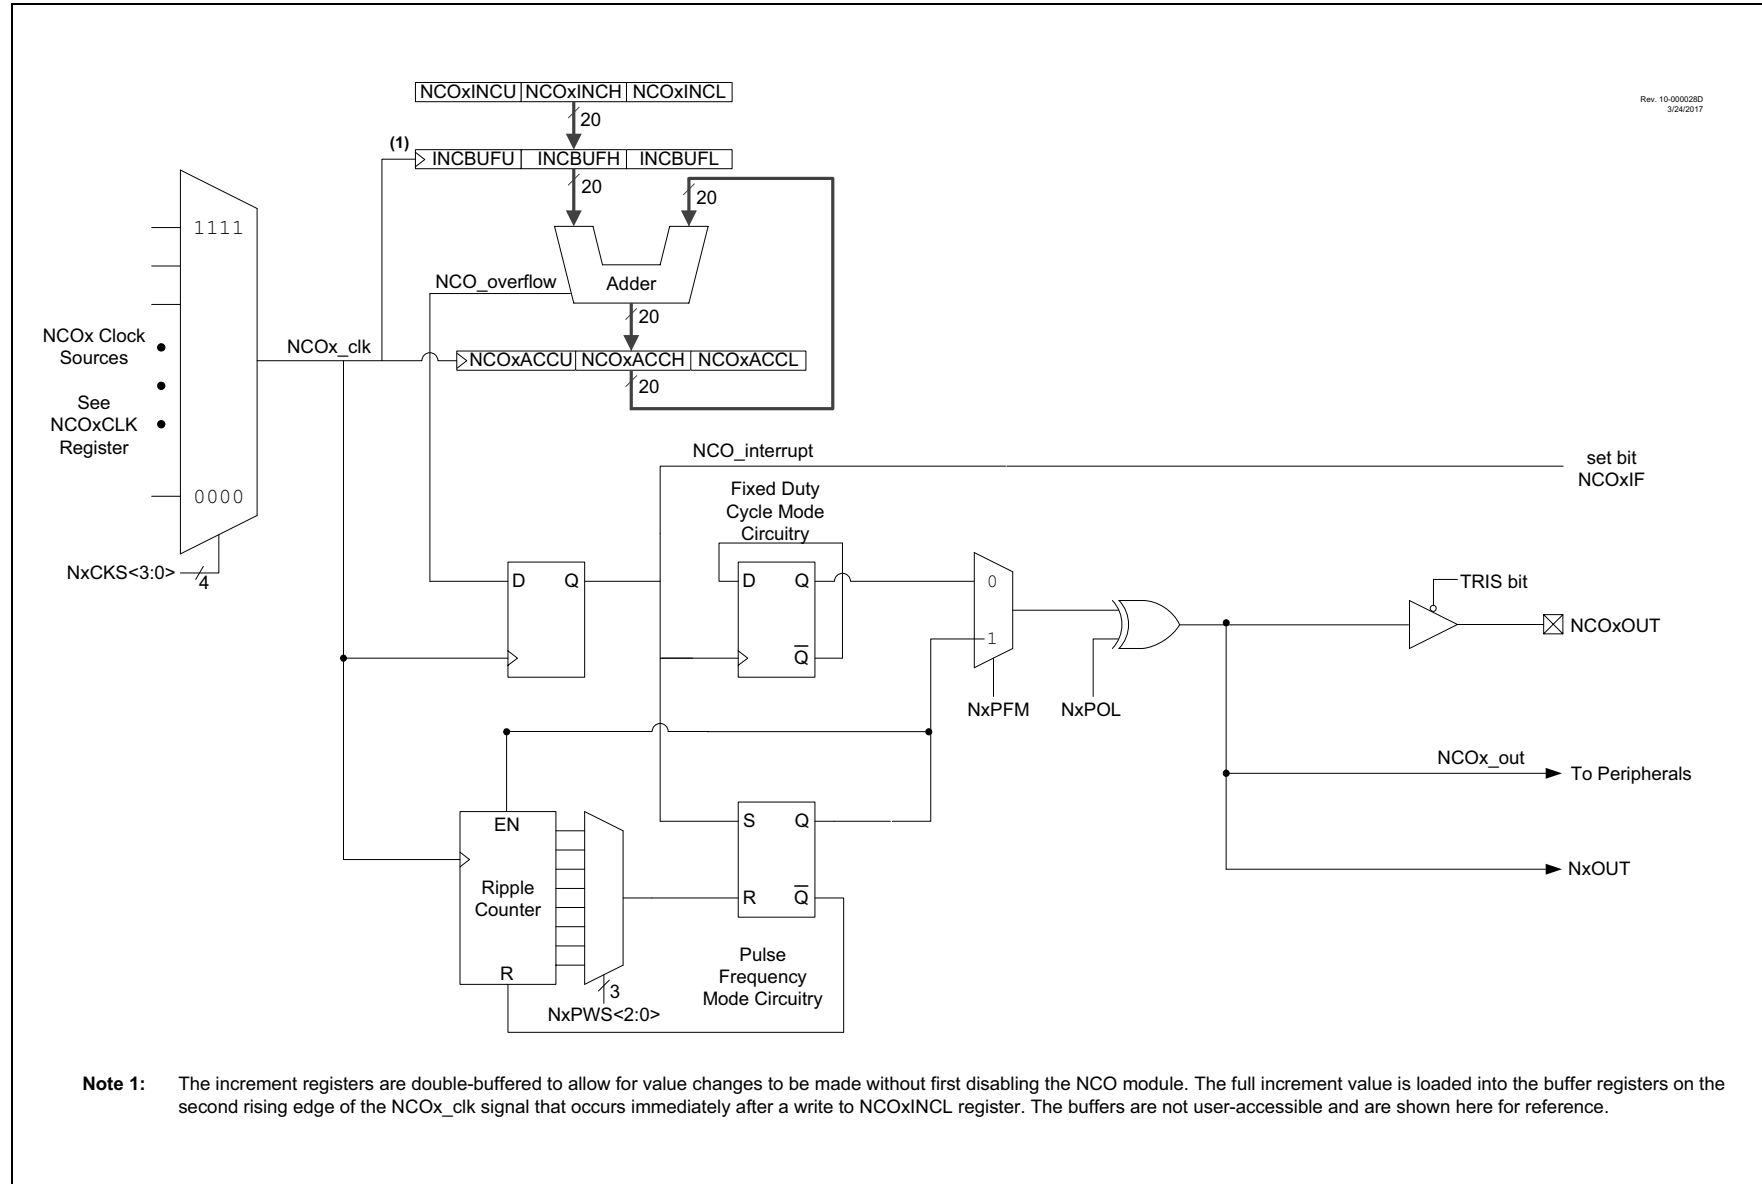 NCOxINCU NCOxINCH NCOxINCL
Rev. 10-000028D
3/24/2017
20
(1)
INCBUFU INCBUFH INCBUFL
20
20
1111
NCO_overflow
Adder
20
NCOx Clock
Sources
NCOx_clk
NCOxACCU NCOxACCH NCOxACCL
20
See
NCOxCLK
Register
NCO_interrupt
set bit
NCOxIF
0000
Fixed Duty
Cycle Mode
Circuitry
NxCKS<3:0>
4
D Q
D Q
0
TRIS bit
NCOxOUT
1
Q
NxPFM
NxPOL
NCOx_out
To Peripherals
EN
S Q
NxOUT
Ripple
Counter
R Q
R
Pulse
Frequency
Mode Circuitry
3
NxPWS<2:0>
Note 1: The increment registers are double-buffered to allow for value changes to be made without first disabling the NCO module. The full increment value is loaded into the buffer registers on the
second rising edge of the NCOx_clk signal that occurs immediately after a write to NCOxINCL register. The buffers are not user-accessible and are shown here for reference.